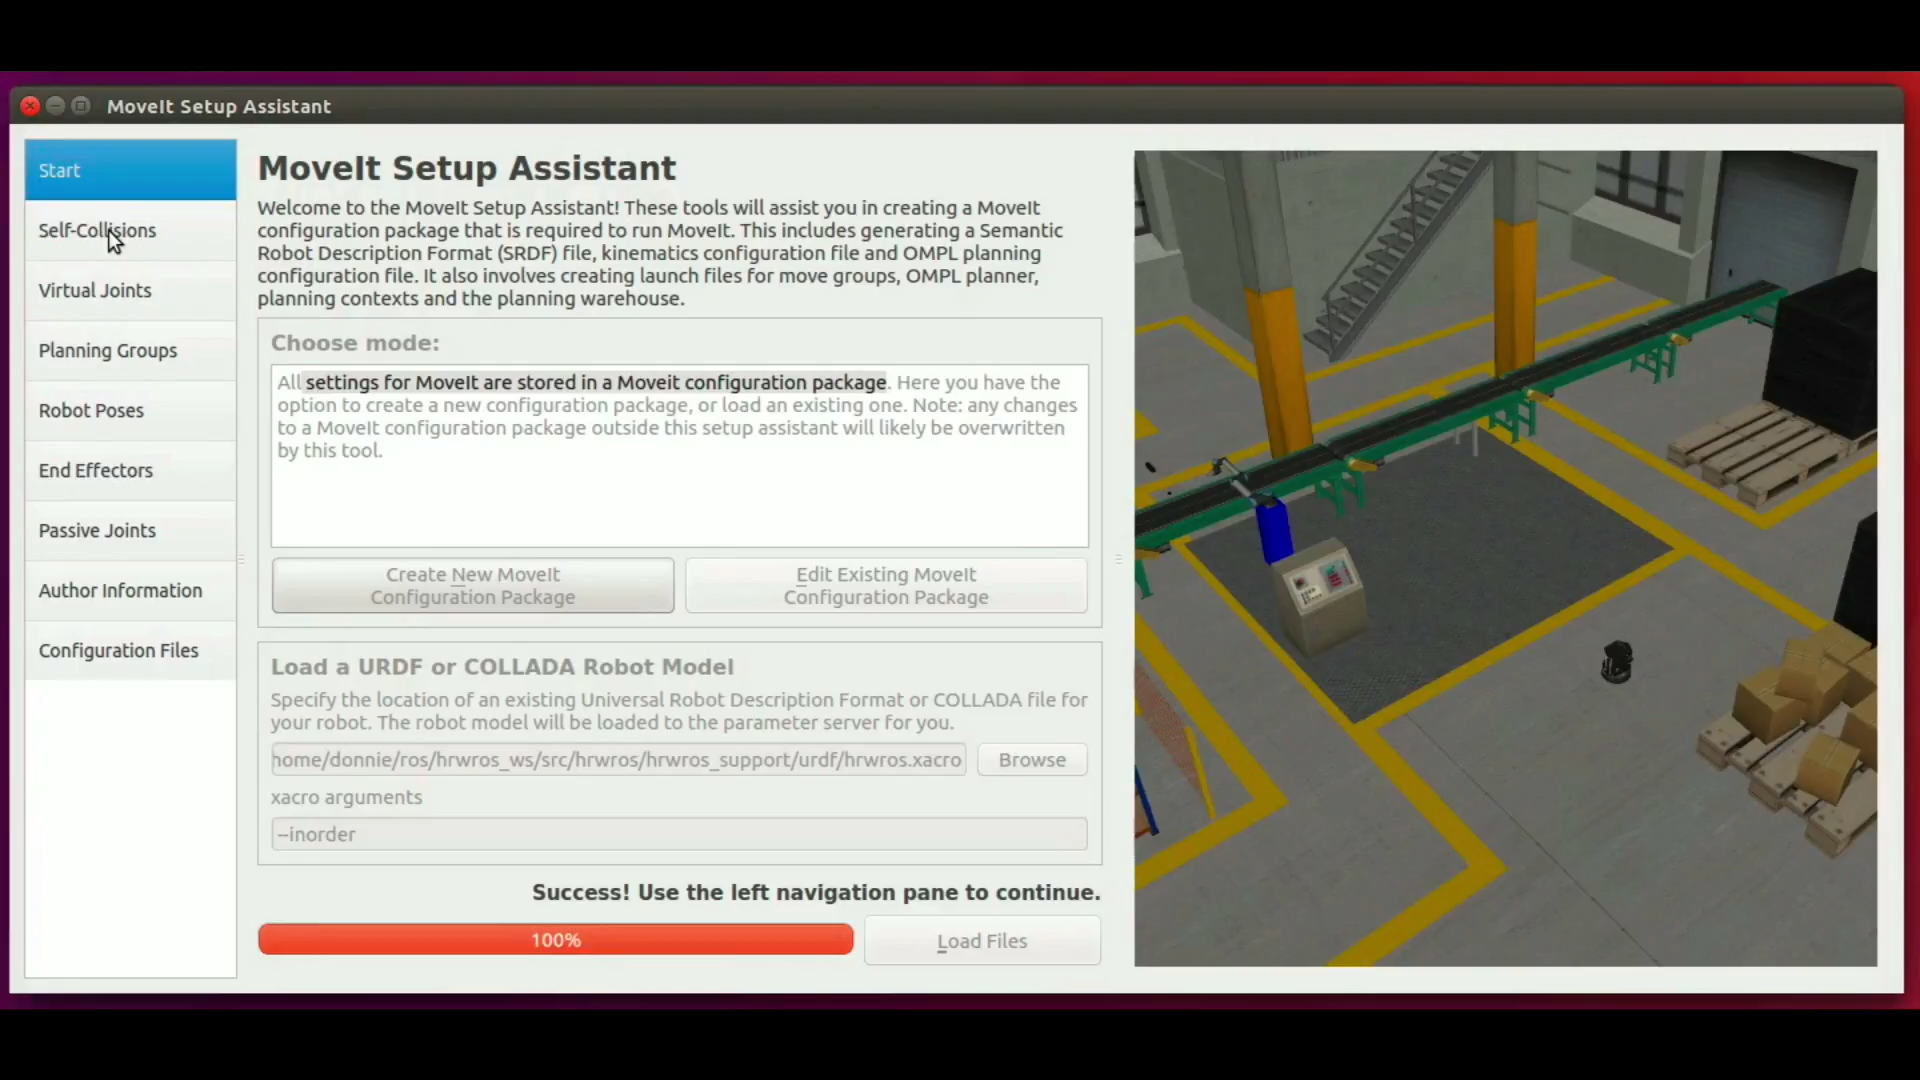 MoveIt Setup Assistant
Start
Self-Collisions
Virtual Joints
Planning Groups
Robot Poses
End Effectors
Passive Joints
Author Information
Configuration Files
MoveIt Setup Assistant
Welcome to the MoveIt Setup Assistant! These tools will assist you in creating a MoveIt
configuration package that is required to run MoveIt. This includes generating a Semantic
Robot Description Format (SRDF) file, kinematics configuration file and OMPL planning
configuration file. It also involves creating launch files for move groups, OMPL planner,
planning contexts and the planning warehouse.
Choose mode:
All settings for MoveIt are stored in a Moveit configuration package. Here you have the
option to create a new configuration package, or load an existing one. Note: any changes
to a MoveIt configuration package outside this setup assistant will likely be overwritten
by this tool.
Create New MoveIt
Configuration Package
Edit Existing MoveIt
Configuration Package
Load a URDF or COLLADA Robot Model
Specify the location of an existing Universal Robot Description Format or COLLADA file for
your robot. The robot model will be loaded to the parameter server for you.
home/donnie/ros/hrwros_ws/src/hrwros/hrwros_support/urdf/hrwros.xacro
Browse
xacro arguments
--inorder
Success! Use the left navigation pane to continue.
100%
Load Files